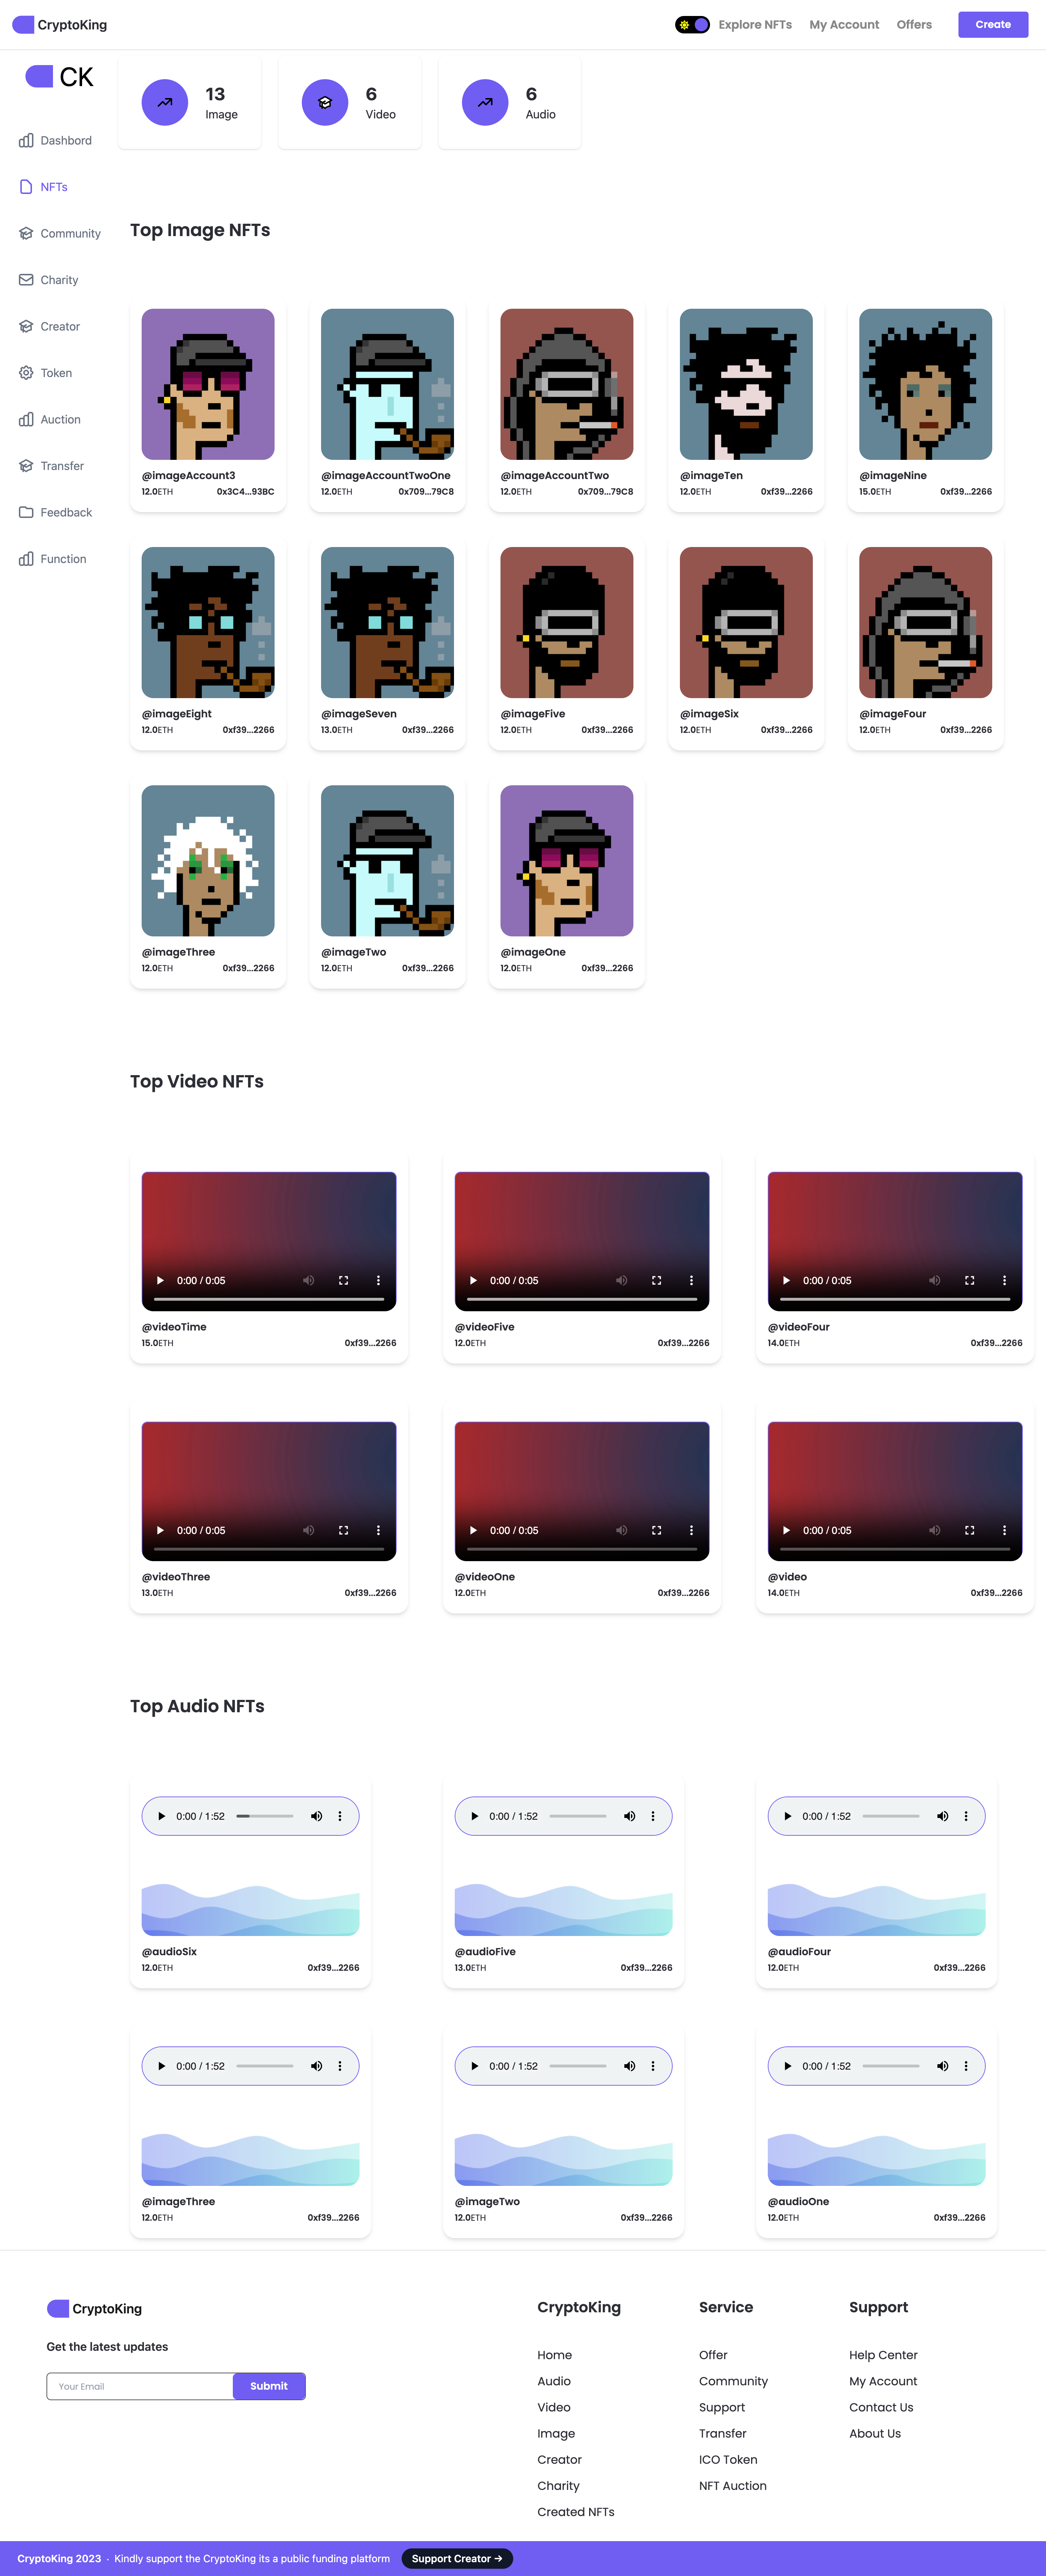 CryptoKing
Explore NFTs
My Account
Offers
Create
CK
Dashbord
NFTs
Community
Charity
Creator
Token
Auction
Transfer
Feedback
Function
13
Image
6
Video
6
Audio
Top Image NFTs
@imageAccount3
12.0ETH 0x3C4...93BC
@imageAccountTwoOne
12.0ETH 0x709...79C8
@imageAccountTwo
12.0ETH 0x709...79C8
@imageTen
12.0ETH 0xf39...2266
@imageNine
15.0ETH 0xf39...2266
@imageEight
12.0ETH 0xf39...2266
@imageSeven
13.0ETH 0xf39...2266
@imageFive
12.0ETH 0xf39...2266
@imageSix
12.0ETH 0xf39...2266
@imageFour
12.0ETH 0xf39...2266
@imageThree
12.0ETH 0xf39...2266
@imageTwo
12.0ETH 0xf39...2266
@imageOne
12.0ETH 0xf39...2266
Top Video NFTs
0:00 / 0:05
@videoTime
15.0ETH 0xf39...2266
0:00 / 0:05
@videoFive
12.0ETH 0xf39...2266
0:00 / 0:05
@videoFour
14.0ETH 0xf39...2266
0:00 / 0:05
@videoThree
13.0ETH 0xf39...2266
0:00 / 0:05
@videoOne
12.0ETH 0xf39...2266
0:00 / 0:05
@video
14.0ETH 0xf39...2266
Top Audio NFTs
0:00 / 1:52
@audioSix
12.0ETH 0xf39...2266
0:00 / 1:52
@audioFive
13.0ETH 0xf39...2266
0:00 / 1:52
@audioFour
12.0ETH 0xf39...2266
0:00 / 1:52
@imageThree
12.0ETH 0xf39...2266
0:00 / 1:52
@imageTwo
12.0ETH 0xf39...2266
0:00 / 1:52
@audioOne
12.0ETH 0xf39...2266
CryptoKing
Get the latest updates
Your Email
Submit
CryptoKing
Home
Audio
Video
Image
Creator
Charity
Created NFTs
Service
Offer
Community
Support
Transfer
ICO Token
NFT Auction
Support
Help Center
My Account
Contact Us
About Us
CryptoKing 2023 · Kindly support the CryptoKing its a public funding platform
Support Creator →